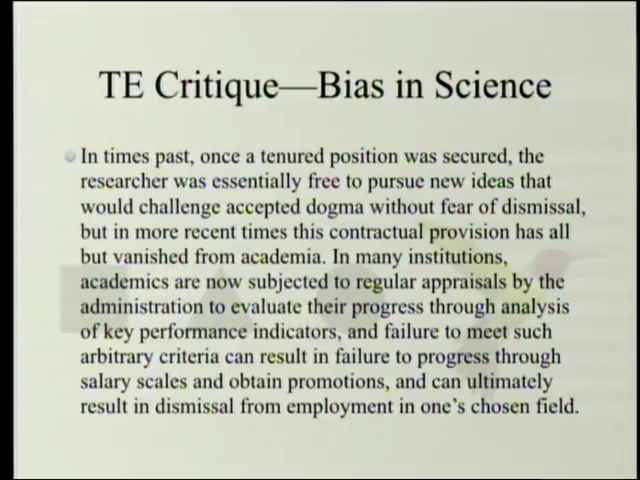 TE Critique—Bias in Science
In times past, once a tenured position was secured, the
researcher was essentially free to pursue new ideas that
would challenge accepted dogma without fear of dismissal,
but in more recent times this contractual provision has all
but vanished from academia. In many institutions,
academics are now subjected to regular appraisals by the
administration to evaluate their progress through analysis
of key performance indicators, and failure to meet such
arbitrary criteria can result in failure to progress through
salary scales and obtain promotions, and can ultimately
result in dismissal from employment in one's chosen field.